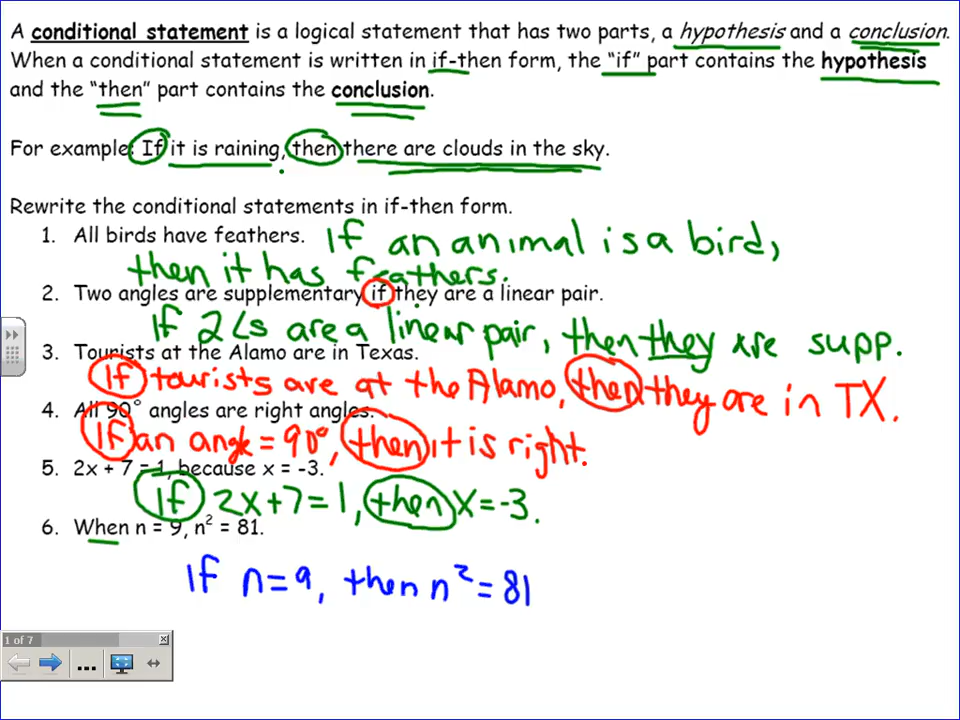 A conditional statement is a logical statement that has two parts, a hypothesis and a conclusion.
When a conditional statement is written in if-then form, the "if" part contains the hypothesis
and the "then" part contains the conclusion.
For example: If it is raining, then there are clouds in the sky.
Rewrite the conditional statements in if-then form.
1. All birds have feathers. If an animal is a bird,
then it has feathers.
2. Two angles are supplementary if they are a linear pair.
If 2 ∠s are a linear pair, then they are supp.
3. Tourists at the Alamo are in Texas.
If tourists are at the Alamo, then they are in TX.
4. All 90° angles are right angles.
If an angle = 90°, then it is right.
5. 2x + 7 = 1, because x = -3.
If 2x+7=1, then x=-3.
6. When n = 9, n² = 81.
If n=9, then n²=81
1 of 7